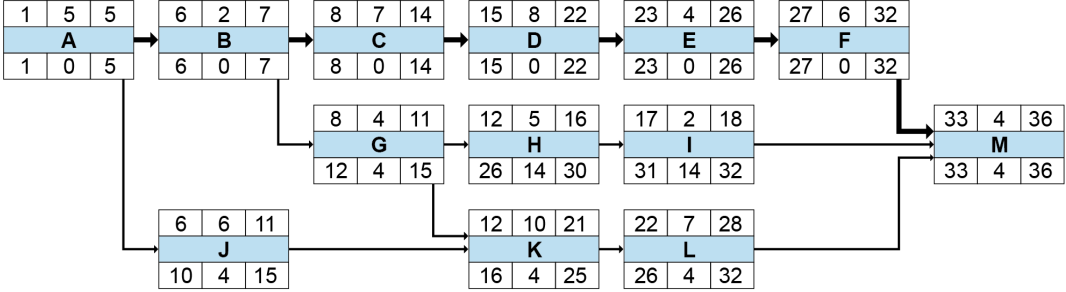 1 5 5
A
1 0 5
6 2 7
B
6 0 7
8 7 14
C
8 0 14
15 8 22
D
15 0 22
23 4 26
E
23 0 26
27 6 32
F
27 0 32
8 4 11
G
12 4 15
12 5 16
H
26 14 30
17 2 18
I
31 14 32
33 4 36
M
33 4 36
6 6 11
J
10 4 15
12 10 21
K
16 4 25
22 7 28
L
26 4 32